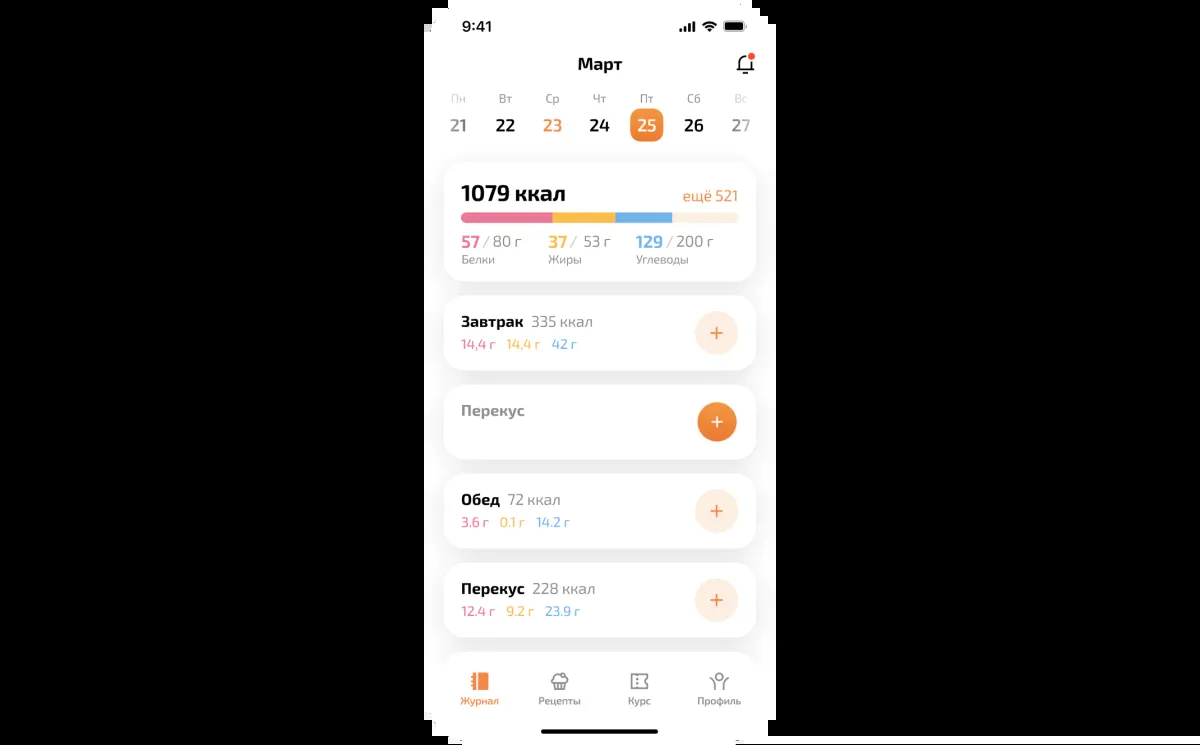 9:41
Март
Пн Вт Ср Чт Пт Сб Вс
21 22 23 24 25 26 27
1079 ккал ещё 521
57 / 80 г 37 / 53 г 129 / 200 г
Белки Жиры Углеводы
Завтрак 335 ккал
14,4 г 14,4 г 42 г
Перекус
Обед 72 ккал
3.6 г 0.1 г 14.2 г
Перекус 228 ккал
12.4 г 9.2 г 23.9 г
Журнал Рецепты Курс Профиль